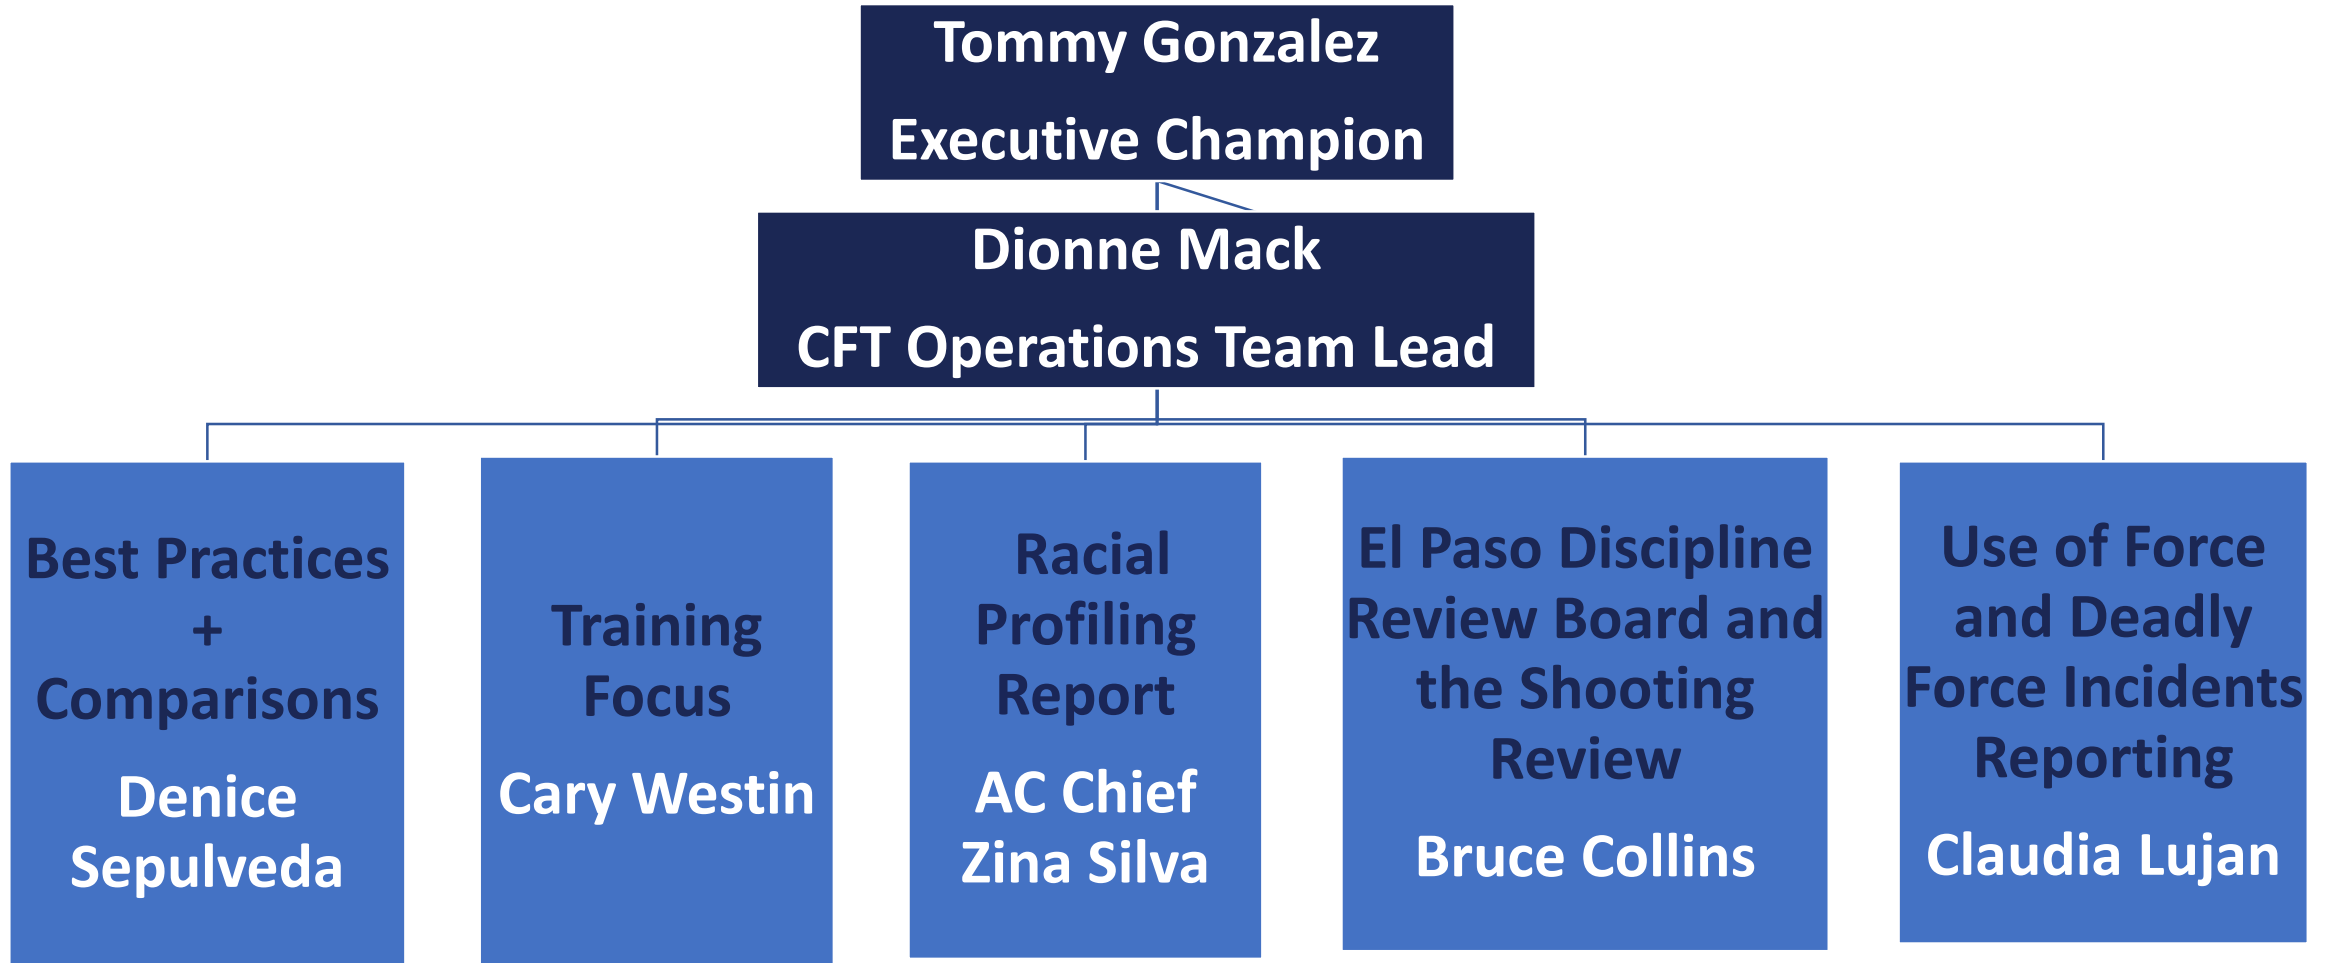 Tommy Gonzalez
Executive Champion
Dionne Mack
CFT Operations Team Lead
Best Practices
+
Comparisons
Denice
Sepulveda
Training
Focus
Cary Westin
Racial
Profiling
Report
AC Chief
Zina Silva
El Paso Discipline
Review Board and
the Shooting
Review
Bruce Collins
Use of Force
and Deadly
Force Incidents
Reporting
Claudia Lujan